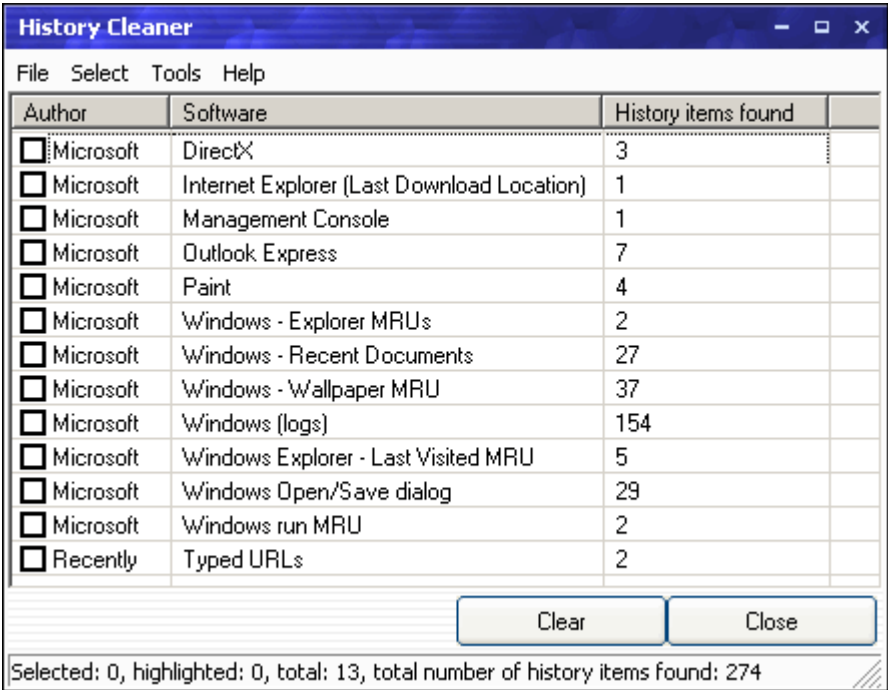 History Cleaner
File Select Tools Help
Author Software History items found
Microsoft DirectX 3
Microsoft Internet Explorer (Last Download Location) 1
Microsoft Management Console 1
Microsoft Outlook Express 7
Microsoft Paint 4
Microsoft Windows - Explorer MRUs 2
Microsoft Windows - Recent Documents 27
Microsoft Windows - Wallpaper MRU 37
Microsoft Windows (logs) 154
Microsoft Windows Explorer - Last Visited MRU 5
Microsoft Windows Open/Save dialog 29
Microsoft Windows run MRU 2
Recently Typed URLs 2
Clear Close
Selected: 0, highlighted: 0, total: 13, total number of history items found: 274